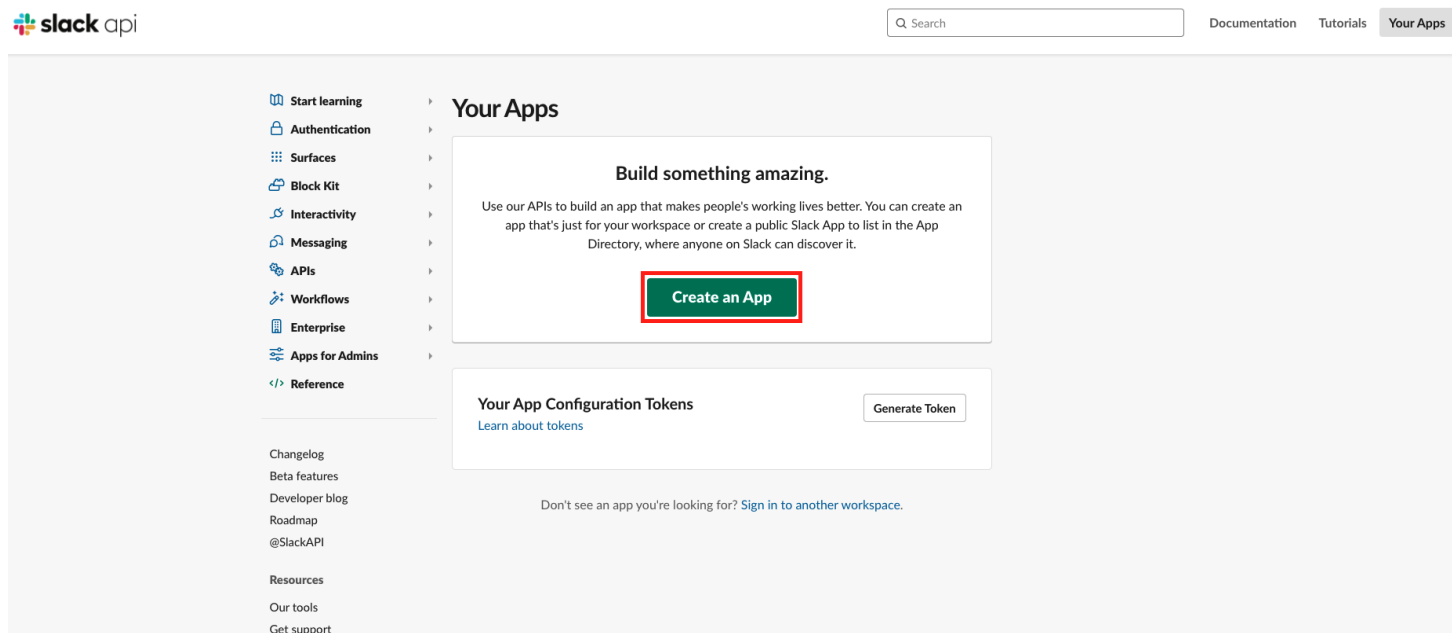 slack api
Search
Documentation
Tutorials
Your Apps
Start learning
Authentication
Surfaces
Block Kit
Interactivity
Messaging
APIs
Workflows
Enterprise
Apps for Admins
Reference
Changelog
Beta features
Developer blog
Roadmap
@SlackAPI
Resources
Our tools
Get support
Your Apps
Build something amazing.
Use our APIs to build an app that makes people's working lives better. You can create an
app that's just for your workspace or create a public Slack App to list in the App
Directory, where anyone on Slack can discover it.
Create an App
Your App Configuration Tokens
Learn about tokens
Generate Token
Don't see an app you're looking for? Sign in to another workspace.